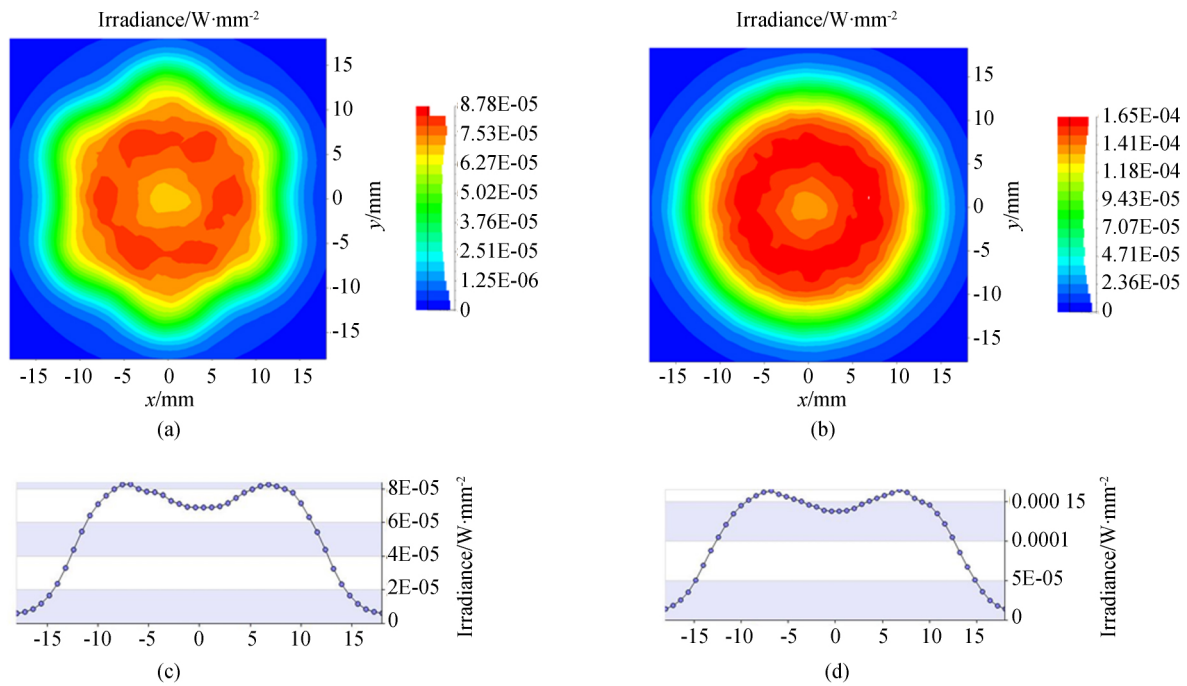 Irradiance/W·mm⁻²
15
10
5
0
-5
-10
-15
y/mm
8.78E-05
7.53E-05
6.27E-05
5.02E-05
3.76E-05
2.51E-05
1.25E-06
0
-15 -10 -5 0 5 10 15
x/mm
(a)
Irradiance/W·mm⁻²
15
10
5
0
-5
-10
-15
y/mm
1.65E-04
1.41E-04
1.18E-04
9.43E-05
7.07E-05
4.71E-05
2.36E-05
0
-15 -10 -5 0 5 10 15
x/mm
(b)
8E-05
6E-05
4E-05
2E-05
0
Irradiance/W·mm⁻²
-15 -10 -5 0 5 10 15
(c)
0.000 15
0.0001
5E-05
0
Irradiance/W·mm⁻²
-15 -10 -5 0 5 10 15
(d)